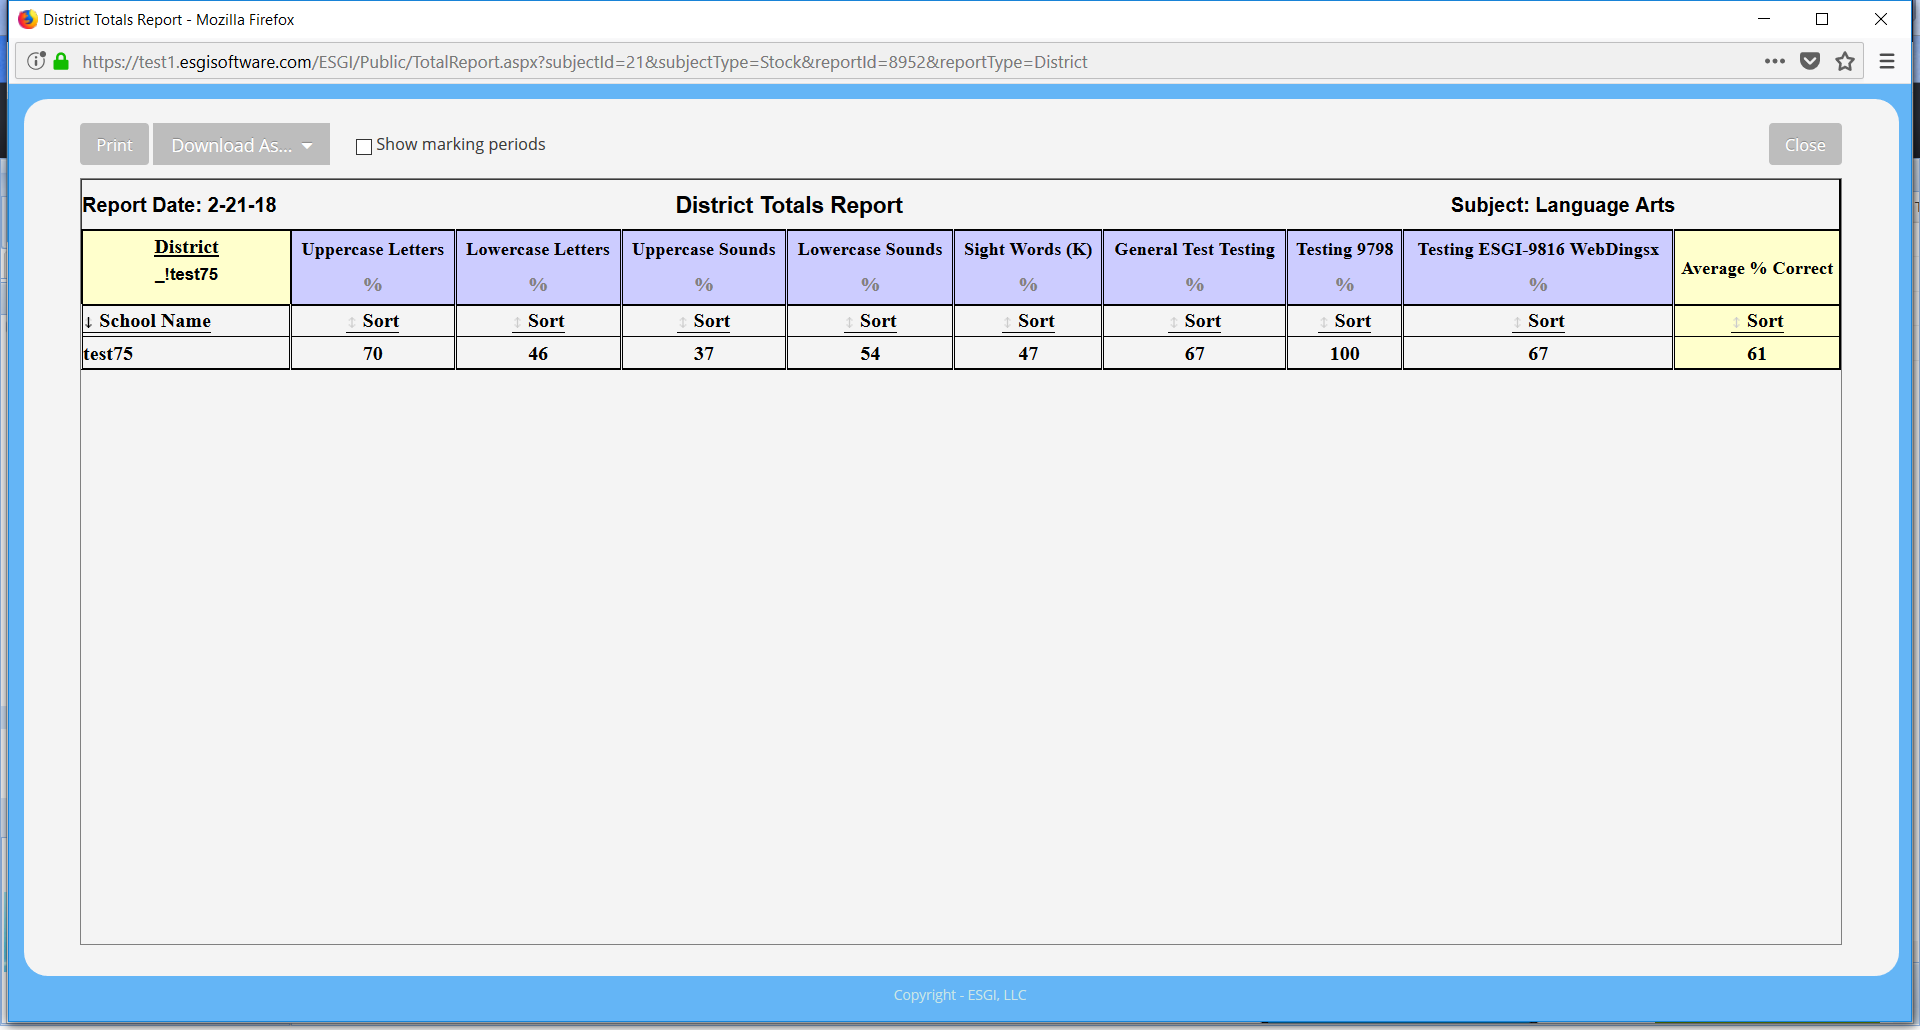 District Totals Report - Mozilla Firefox
https://test1.esgisoftware.com/ESGI/Public/TotalReport.aspx?subjectId=21&subjectType=Stock&reportId=8952&reportType=District
Print Download As... Show marking periods Close
Report Date: 2-21-18 District Totals Report Subject: Language Arts
District Uppercase Letters Lowercase Letters Uppercase Sounds Lowercase Sounds Sight Words (K) General Test Testing Testing 9798 Testing ESGI-9816 WebDingsx Average % Correct
_!test75 % % % % % % % %
↓ School Name ↕ Sort ↕ Sort ↕ Sort ↕ Sort ↕ Sort ↕ Sort ↕ Sort ↕ Sort ↕ Sort
test75 70 46 37 54 47 67 100 67 61
Copyright - ESGI, LLC